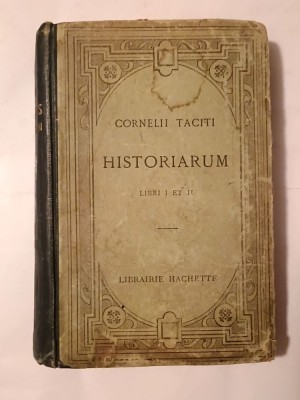 CORNELII TACITI
HISTORIARUM
LIBRI I ET II
LIBRAIRIE HACHETTE